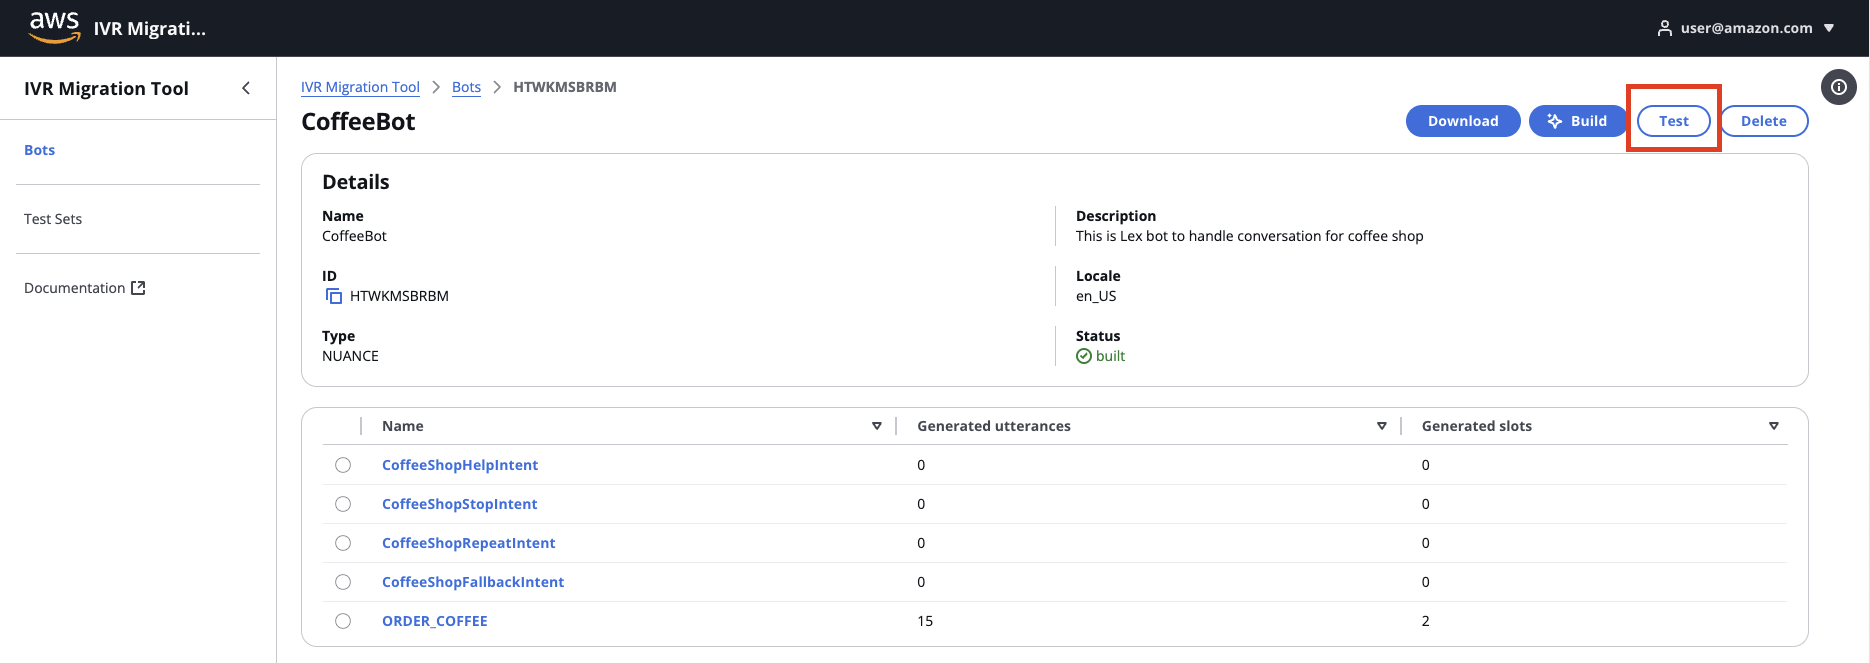 aws IVR Migrati... user@amazon.com
IVR Migration Tool
Bots
Test Sets
Documentation
IVR Migration Tool > Bots > HTWKMSBRBM
CoffeeBot
Download Build Test Delete
Details
Name
CoffeeBot
Description
This is Lex bot to handle conversation for coffee shop
ID
HTWKMSBRBM
Locale
en_US
Type
NUANCE
Status
built
Name Generated utterances Generated slots
CoffeeShopHelpIntent 0 0
CoffeeShopStopIntent 0 0
CoffeeShopRepeatIntent 0 0
CoffeeShopFallbackIntent 0 0
ORDER_COFFEE 15 2